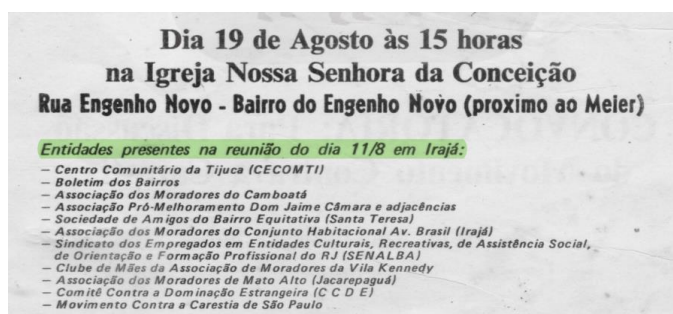 Dia 19 de Agosto às 15 horas
na Igreja Nossa Senhora da Conceição
Rua Engenho Novo - Bairro do Engenho Novo (proximo ao Meier)
Entidades presentes na reunião do dia 11/8 em Irajá:
— Centro Comunitário da Tijuca (CECOMTI)
— Boletim dos Bairros
— Associação dos Moradores do Camboatá
— Associação Pró-Melhoramento Dom Jaime Câmara e adjacências
— Sociedade de Amigos do Bairro Equitativa (Santa Teresa)
— Associação dos Moradores do Conjunto Habitacional Av. Brasil (Irajá)
— Sindicato dos Empregados em Entidades Culturais, Recreativas, de Assistência Social,
de Orientação e Formação Profissional do RJ (SENALBA)
— Clube de Mães da Associação de Moradores da Vila Kennedy
— Associação dos Moradores de Mato Alto (Jacarepaguá)
— Comitê Contra a Dominação Estrangeira (C C D E)
— Movimento Contra a Carestia de São Paulo